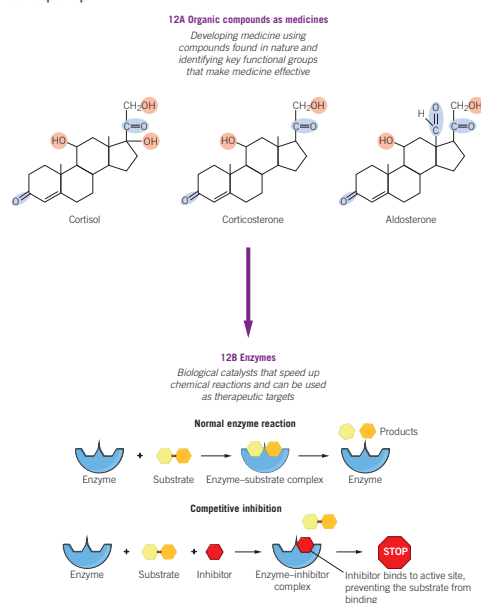 12A Organic compounds as medicines
Developing medicine using
compounds found in nature and
identifying key functional groups
that make medicine effective
CH₂OH
C=O
HO
OH
O
Cortisol
CH₂OH
C=O
HO
O
Corticosterone
O
H
C
CH₂OH
C=O
HO
O
Aldosterone
12B Enzymes
Biological catalysts that speed up
chemical reactions and can be used
as therapeutic targets
Normal enzyme reaction
Products
+
Enzyme Substrate Enzyme–substrate complex Enzyme
Competitive inhibition
+ + STOP
Enzyme Substrate Inhibitor Enzyme–inhibitor
complex
Inhibitor binds to active site,
preventing the substrate from
binding